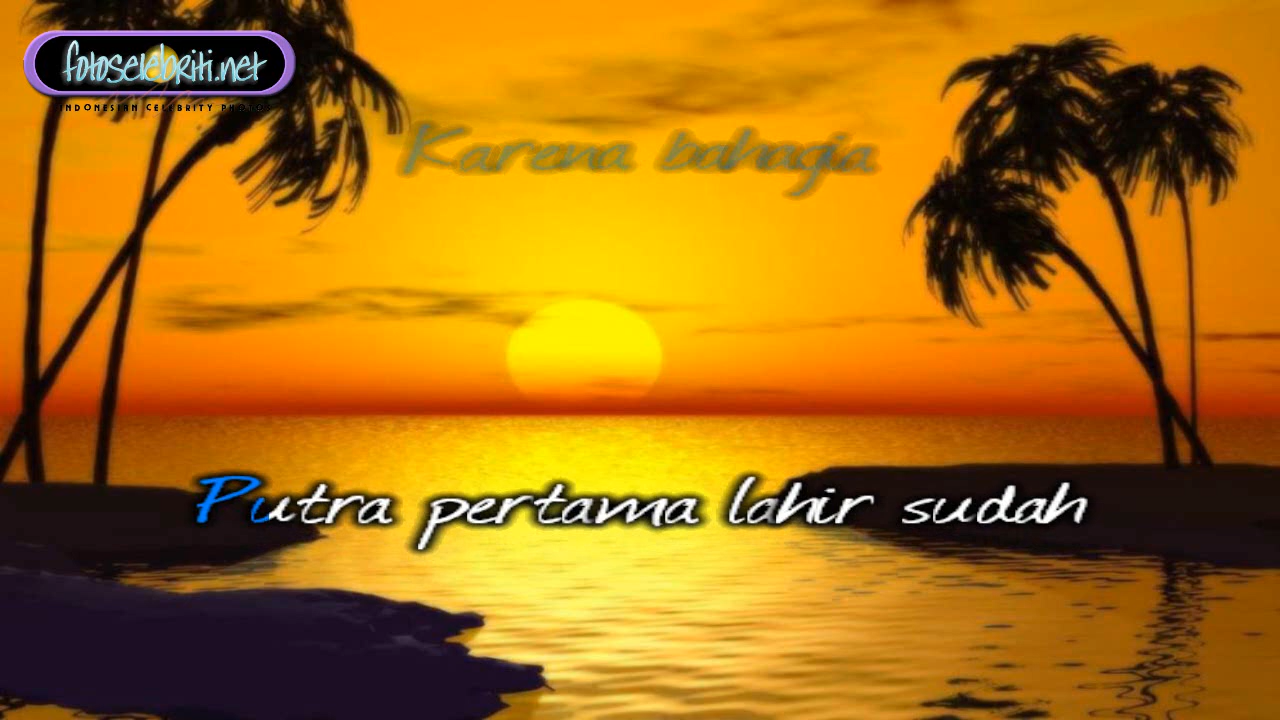 fotoselebriti.net
INDONESIAN CELEBRITY PHOTOS
Karena bahagia
Putra pertama lahir sudah